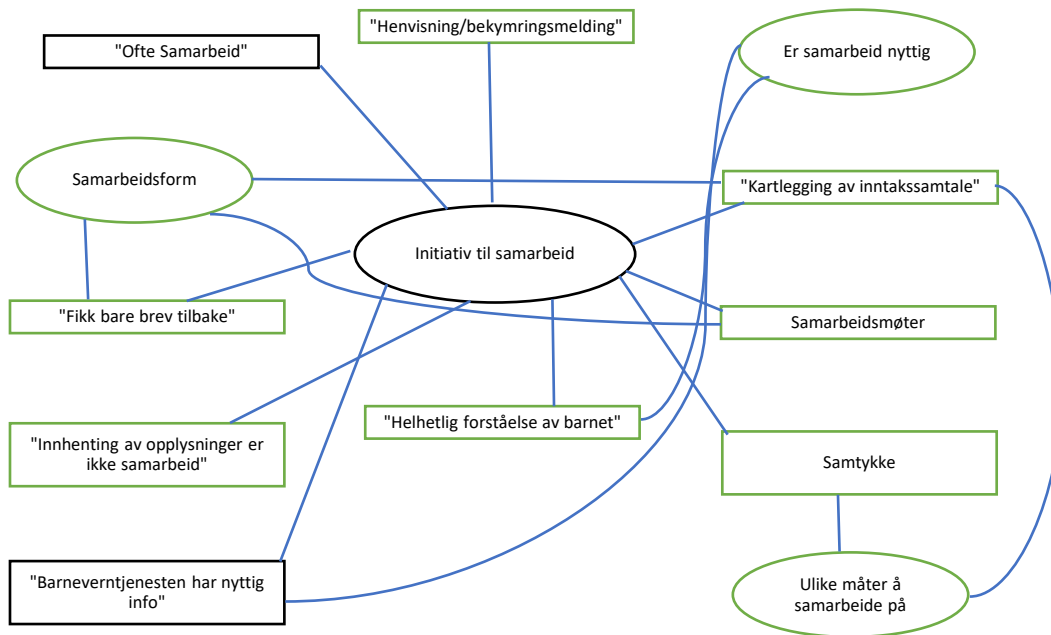 "Henvisning/bekymringsmelding"
"Ofte Samarbeid"
Er samarbeid nyttig
Samarbeidsform
"Kartlegging av inntakssamtale"
Initiativ til samarbeid
"Fikk bare brev tilbake"
Samarbeidsmøter
"Helhetlig forståelse av barnet"
"Innhenting av opplysninger er
ikke samarbeid"
Samtykke
"Barneverntjenesten har nyttig
info"
Ulike måter å
samarbeide på